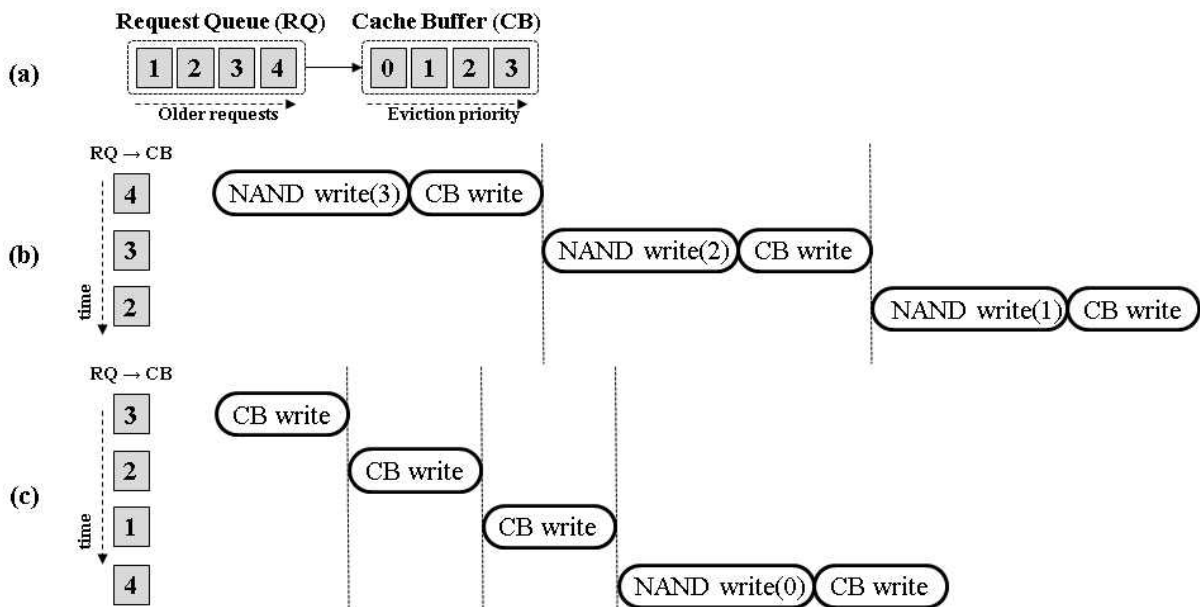 Request Queue (RQ) Cache Buffer (CB)
(a) 1 2 3 4 0 1 2 3
Older requests Eviction priority
RQ → CB
4 NAND write(3) CB write
(b) 3 NAND write(2) CB write
time
2 NAND write(1) CB write
RQ → CB
3 CB write
2 CB write
(c)
time
1 CB write
4 NAND write(0) CB write